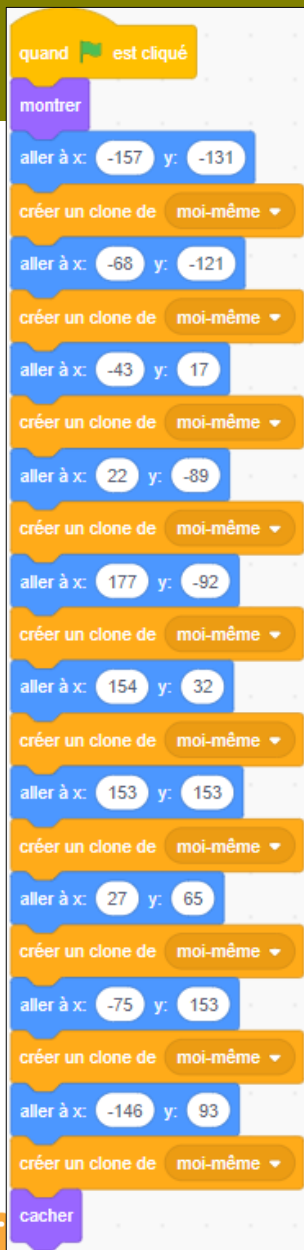 quand est cliqué
montrer
aller à x: -157 y: -131
créer un clone de moi-même
aller à x: -68 y: -121
créer un clone de moi-même
aller à x: -43 y: 17
créer un clone de moi-même
aller à x: 22 y: -89
créer un clone de moi-même
aller à x: 177 y: -92
créer un clone de moi-même
aller à x: 154 y: 32
créer un clone de moi-même
aller à x: 153 y: 153
créer un clone de moi-même
aller à x: 27 y: 65
créer un clone de moi-même
aller à x: -75 y: 153
créer un clone de moi-même
aller à x: -146 y: 93
créer un clone de moi-même
cacher